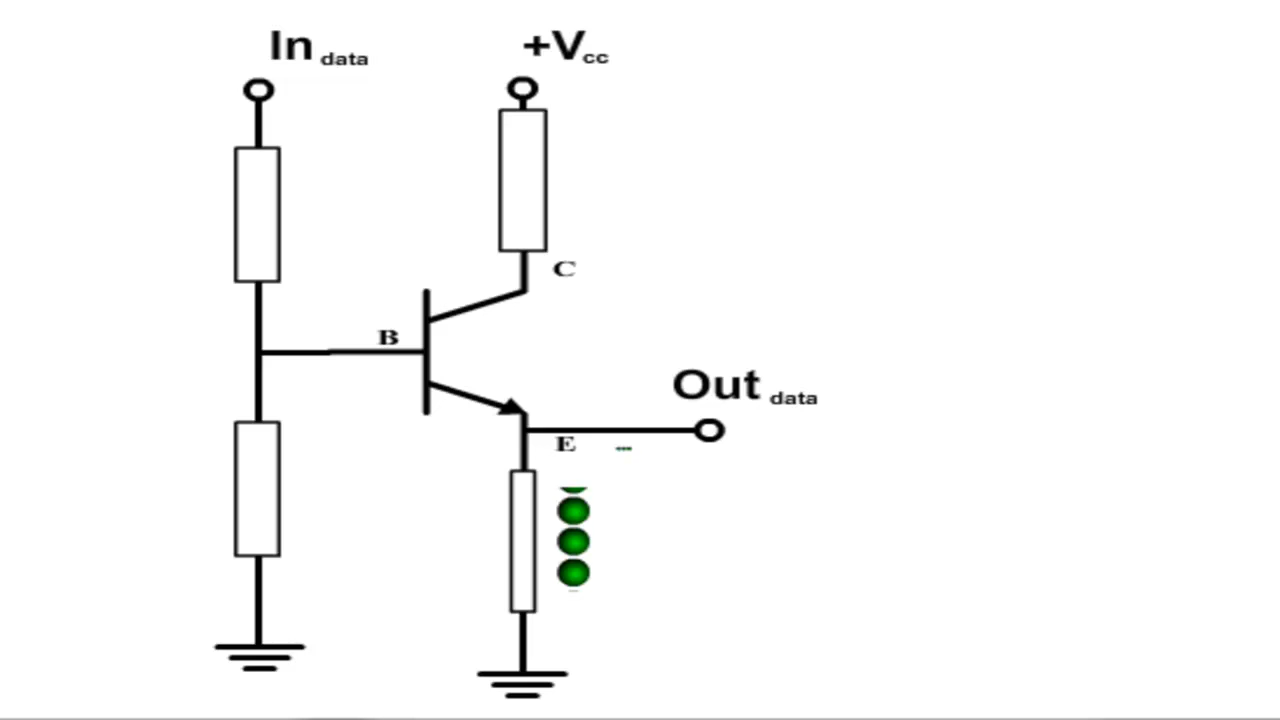 In data
+Vcc
C
B
Out data
E